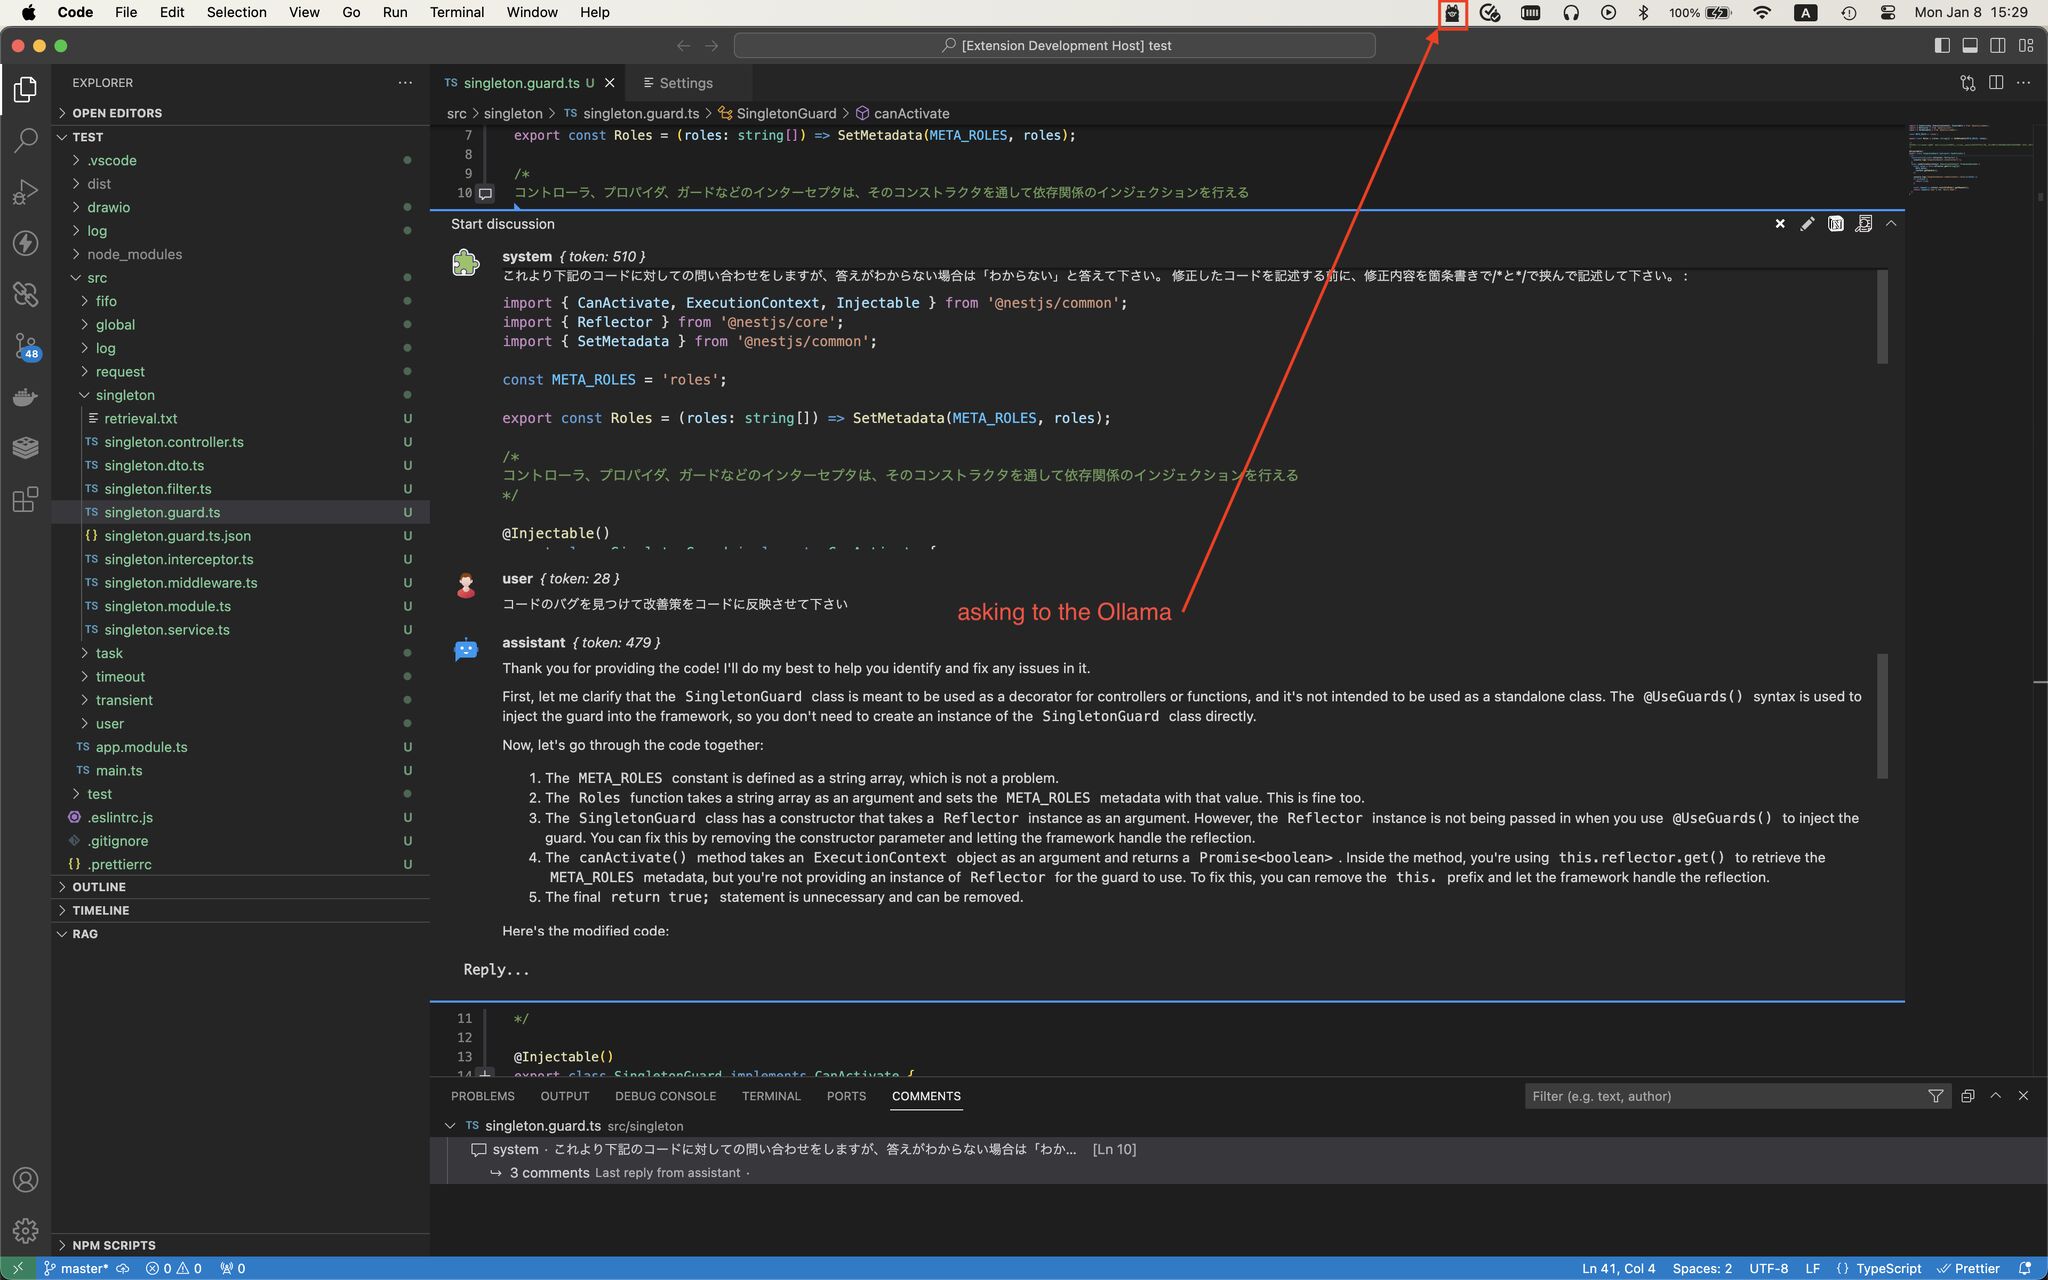 Code File Edit Selection View Go Run Terminal Window Help
100% A Mon Jan 8 15:29
[Extension Development Host] test
EXPLORER
OPEN EDITORS
TEST
.vscode
dist
drawio
log
node_modules
src
fifo
global
log
request
singleton
retrieval.txt U
TS singleton.controller.ts U
TS singleton.dto.ts U
TS singleton.filter.ts U
TS singleton.guard.ts U
{} singleton.guard.ts.json U
TS singleton.interceptor.ts U
TS singleton.middleware.ts U
TS singleton.module.ts U
TS singleton.service.ts U
task
timeout
transient
user
TS app.module.ts U
TS main.ts U
test
.eslintrc.js U
.gitignore U
{} .prettierrc U
OUTLINE
TIMELINE
RAG
NPM SCRIPTS
48
TS singleton.guard.ts U
Settings
src > singleton > TS singleton.guard.ts > SingletonGuard > canActivate
7 export const Roles = (roles: string[]) => SetMetadata(META_ROLES, roles);
8
9 /*
10 コントローラ、プロバイダ、ガードなどのインターセプタは、そのコンストラクタを通して依存関係のインジェクションを行える
Start discussion
system { token: 510 }
これより下記のコードに対しての問い合わせをしますが、答えがわからない場合は「わからない」と答えて下さい。 修正したコードを記述する前に、修正内容を箇条書きで/*と*/で挟んで記述して下さい。 :
import { CanActivate, ExecutionContext, Injectable } from '@nestjs/common';
import { Reflector } from '@nestjs/core';
import { SetMetadata } from '@nestjs/common';
const META_ROLES = 'roles';
export const Roles = (roles: string[]) => SetMetadata(META_ROLES, roles);
/*
コントローラ、プロバイダ、ガードなどのインターセプタは、そのコンストラクタを通して依存関係のインジェクションを行える
*/
@Injectable()
user { token: 28 }
コードのバグを見つけて改善策をコードに反映させて下さい
asking to the Ollama
assistant { token: 479 }
Thank you for providing the code! I'll do my best to help you identify and fix any issues in it.
First, let me clarify that the SingletonGuard class is meant to be used as a decorator for controllers or functions, and it's not intended to be used as a standalone class. The @UseGuards() syntax is used to
inject the guard into the framework, so you don't need to create an instance of the SingletonGuard class directly.
Now, let's go through the code together:
1. The META_ROLES constant is defined as a string array, which is not a problem.
2. The Roles function takes a string array as an argument and sets the META_ROLES metadata with that value. This is fine too.
3. The SingletonGuard class has a constructor that takes a Reflector instance as an argument. However, the Reflector instance is not being passed in when you use @UseGuards() to inject the
guard. You can fix this by removing the constructor parameter and letting the framework handle the reflection.
4. The canActivate() method takes an ExecutionContext object as an argument and returns a Promise<boolean> . Inside the method, you're using this.reflector.get() to retrieve the
META_ROLES metadata, but you're not providing an instance of Reflector for the guard to use. To fix this, you can remove the this. prefix and let the framework handle the reflection.
5. The final return true; statement is unnecessary and can be removed.
Here's the modified code:
Reply...
11 */
12
13 @Injectable()
14 export class SingletonGuard implements CanActivate {
PROBLEMS OUTPUT DEBUG CONSOLE TERMINAL PORTS COMMENTS
Filter (e.g. text, author)
TS singleton.guard.ts src/singleton
system · これより下記のコードに対しての問い合わせをしますが、答えがわからない場合は「わか... [Ln 10]
3 comments Last reply from assistant ·
master* 0 0 0
Ln 41, Col 4 Spaces: 2 UTF-8 LF {} TypeScript Prettier